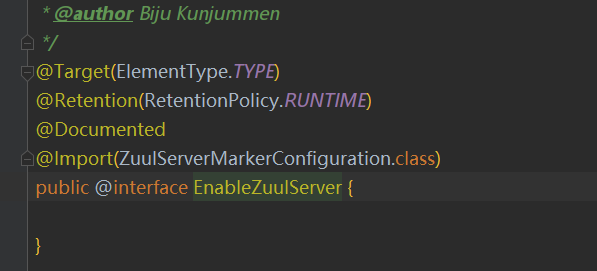 * @author Biju Kunjummen
*/
@Target(ElementType.TYPE)
@Retention(RetentionPolicy.RUNTIME)
@Documented
@Import(ZuulServerMarkerConfiguration.class)
public @interface EnableZuulServer {
}